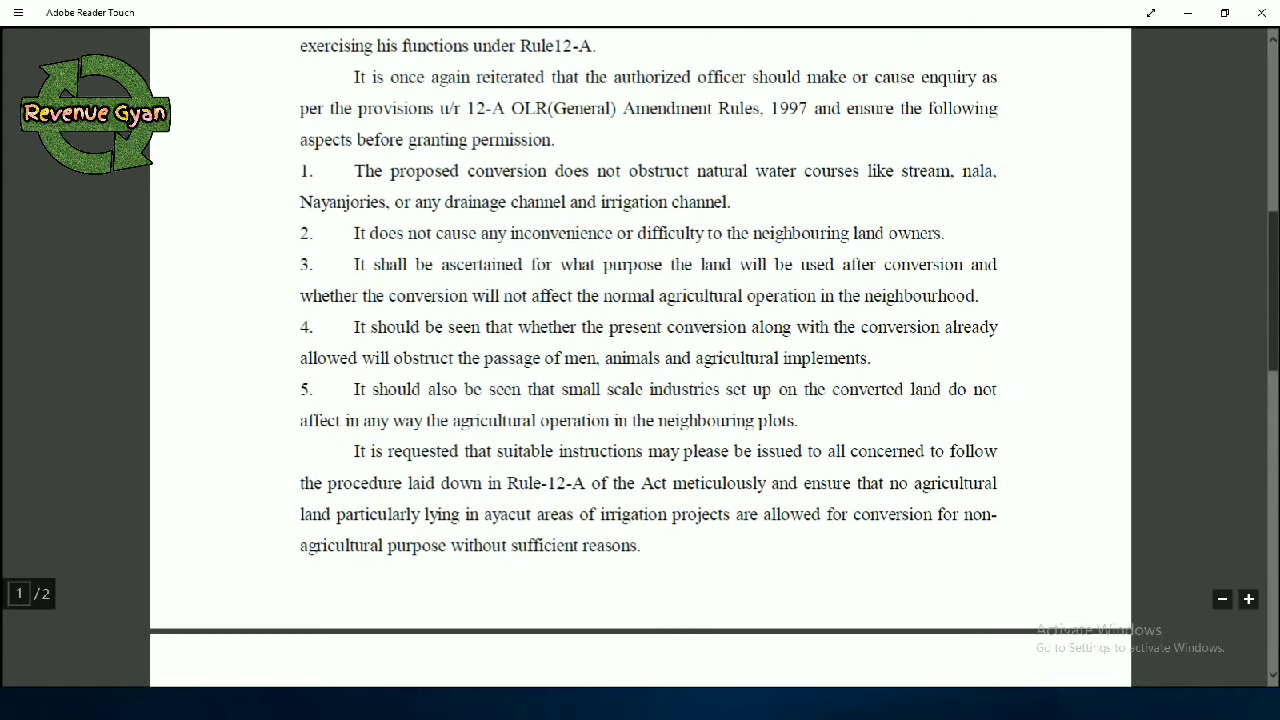 Adobe Reader Touch
Revenue Gyan
exercising his functions under Rule12-A.
It is once again reiterated that the authorized officer should make or cause enquiry as
per the provisions u/r 12-A OLR(General) Amendment Rules, 1997 and ensure the following
aspects before granting permission.
1. The proposed conversion does not obstruct natural water courses like stream, nala,
Nayanjories, or any drainage channel and irrigation channel.
2. It does not cause any inconvenience or difficulty to the neighbouring land owners.
3. It shall be ascertained for what purpose the land will be used after conversion and
whether the conversion will not affect the normal agricultural operation in the neighbourhood.
4. It should be seen that whether the present conversion along with the conversion already
allowed will obstruct the passage of men, animals and agricultural implements.
5. It should also be seen that small scale industries set up on the converted land do not
affect in any way the agricultural operation in the neighbouring plots.
It is requested that suitable instructions may please be issued to all concerned to follow
the procedure laid down in Rule-12-A of the Act meticulously and ensure that no agricultural
land particularly lying in ayacut areas of irrigation projects are allowed for conversion for non-
agricultural purpose without sufficient reasons.
1 /2
Activate Windows
Go to Settings to activate Windows.